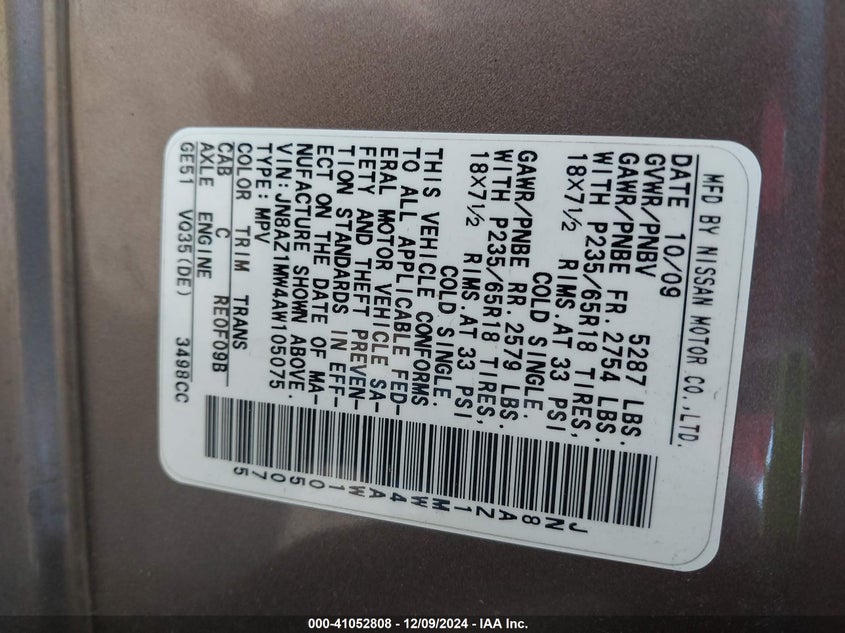 MFD BY NISSAN MOTOR CO.,LTD.
DATE 10/09
GVWR/PNBV 5287 LBS.
GAWR/PNBE FR. 2754 LBS.
WITH P235/65R18 TIRES,
18X7½ RIMS.AT 33 PSI
COLD SINGLE.
GAWR/PNBE RR. 2579 LBS.
WITH P235/65R18 TIRES,
18X7½ RIMS AT 33 PSI
COLD SINGLE.
THIS VEHICLE CONFORMS
TO ALL APPLICABLE FED-
ERAL MOTOR VEHICLE SA-
FETY AND THEFT PREVEN-
TION STANDARDS IN EFF-
ECT ON THE DATE OF MA-
NUFACTURE SHOWN ABOVE.
VIN:JN8AZ1MW4AW105075
TYPE:MPV
COLOR TRIM TRANS
CAB C RE0F09B
AXLE ENGINE
GE51 VQ35(DE) 3498CC
JN8AZ1MW4AW105075
000-41052808 - 12/09/2024 - IAA Inc.